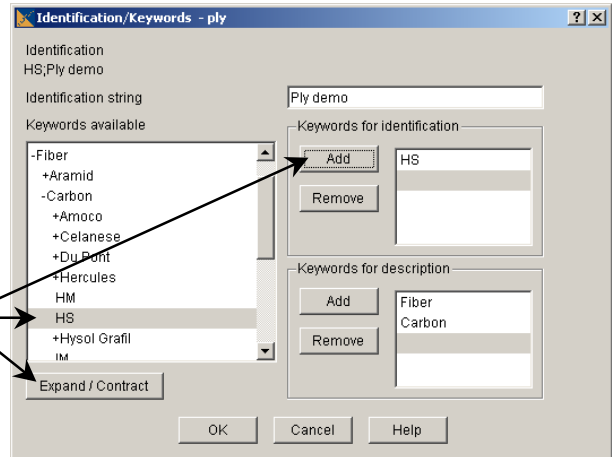 Identification/Keywords - ply
Identification
HS;Ply demo
Identification string
Ply demo
Keywords available
-Fiber
+Aramid
-Carbon
+Amoco
+Celanese
+Du Pont
+Hercules
HM
HS
+Hysol Grafil
IM
Expand / Contract
Keywords for identification
Add
HS
Remove
Keywords for description
Add
Fiber
Carbon
Remove
OK
Cancel
Help